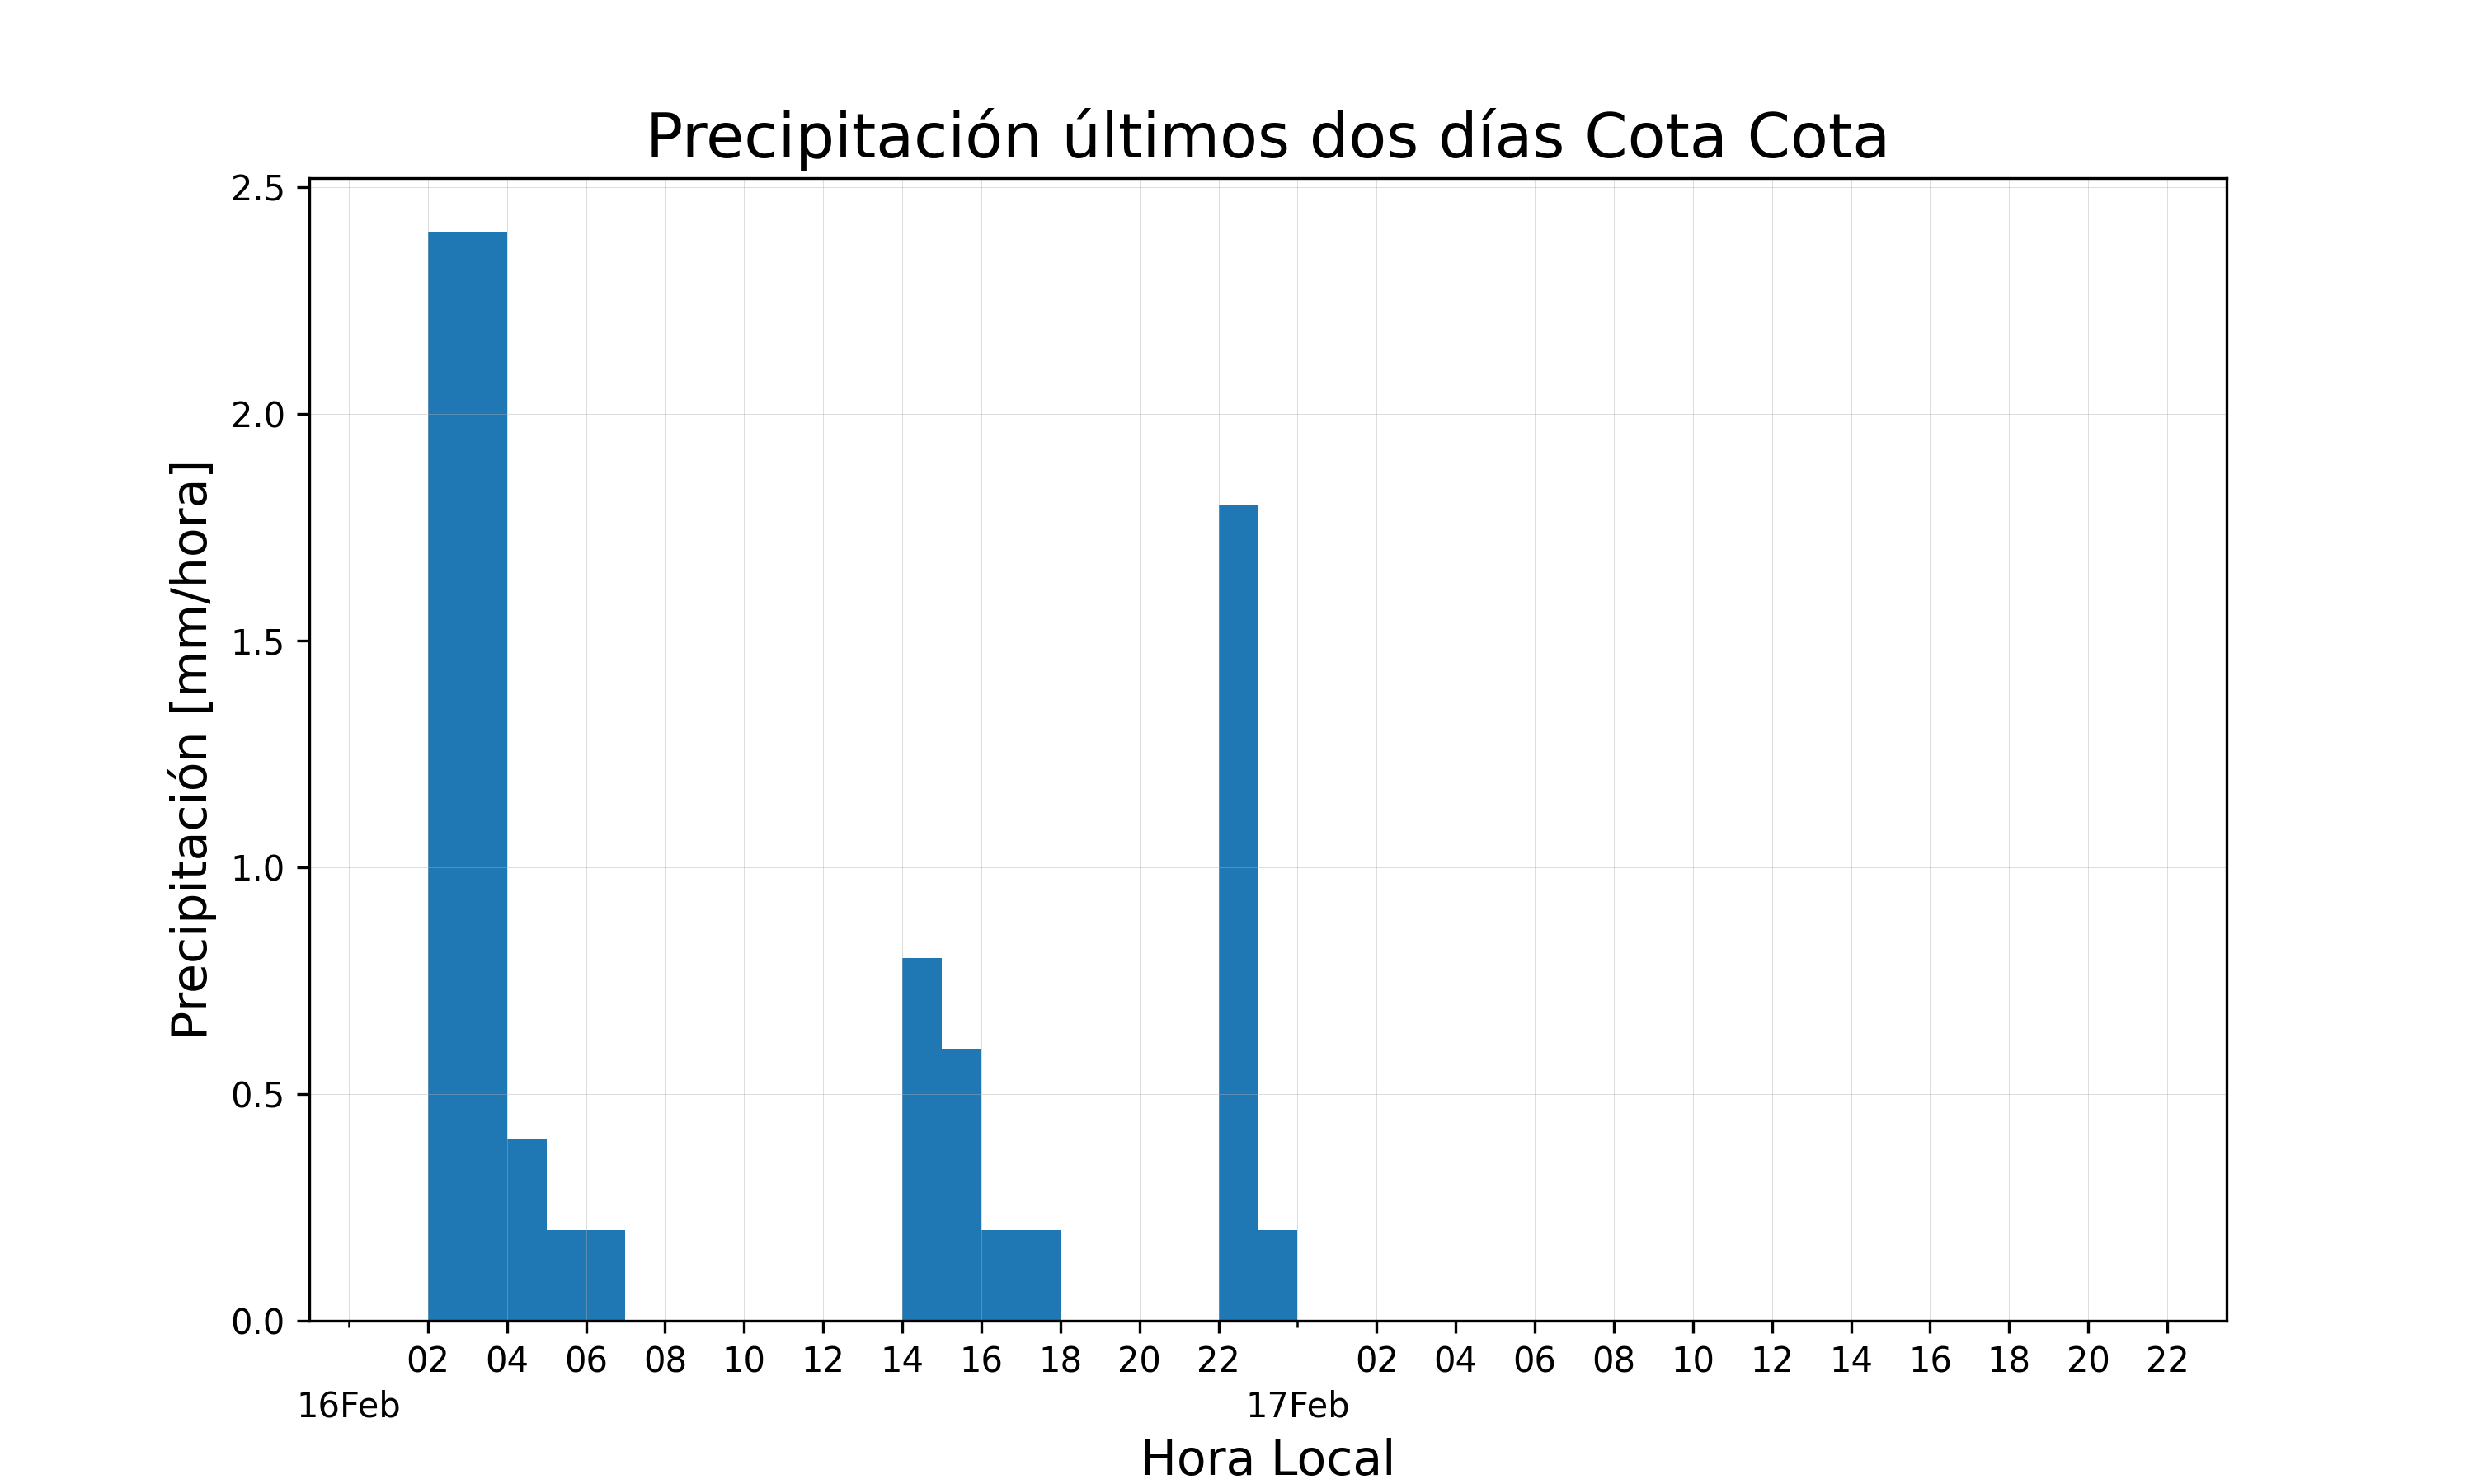 Precipitación últimos dos días Cota Cota
Precipitación [mm/hora]
2.5
2.0
1.5
1.0
0.5
0.0
02 04 06 08 10 12 14 16 18 20 22 02 04 06 08 10 12 14 16 18 20 22
16Feb 17Feb
Hora Local